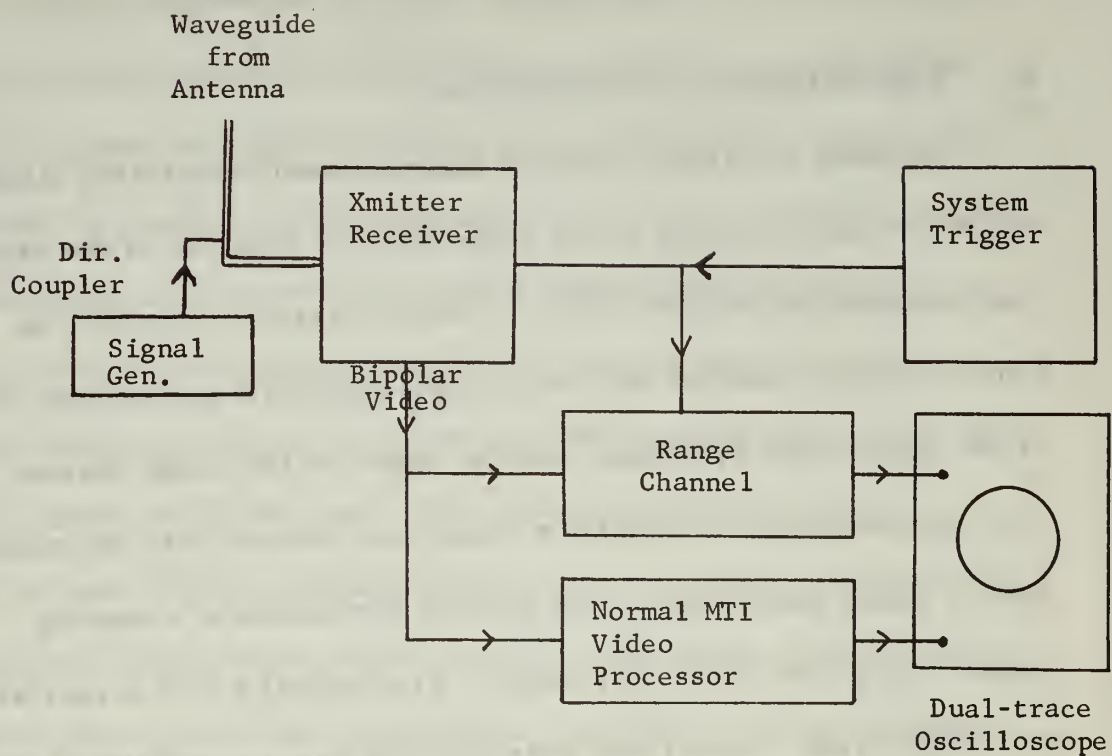 Waveguide
from
Antenna
Xmitter
Receiver
System
Trigger
Dir.
Coupler
Signal
Gen.
Bipolar
Video
Range
Channel
Normal MTI
Video
Processor
Dual-trace
Oscilloscope